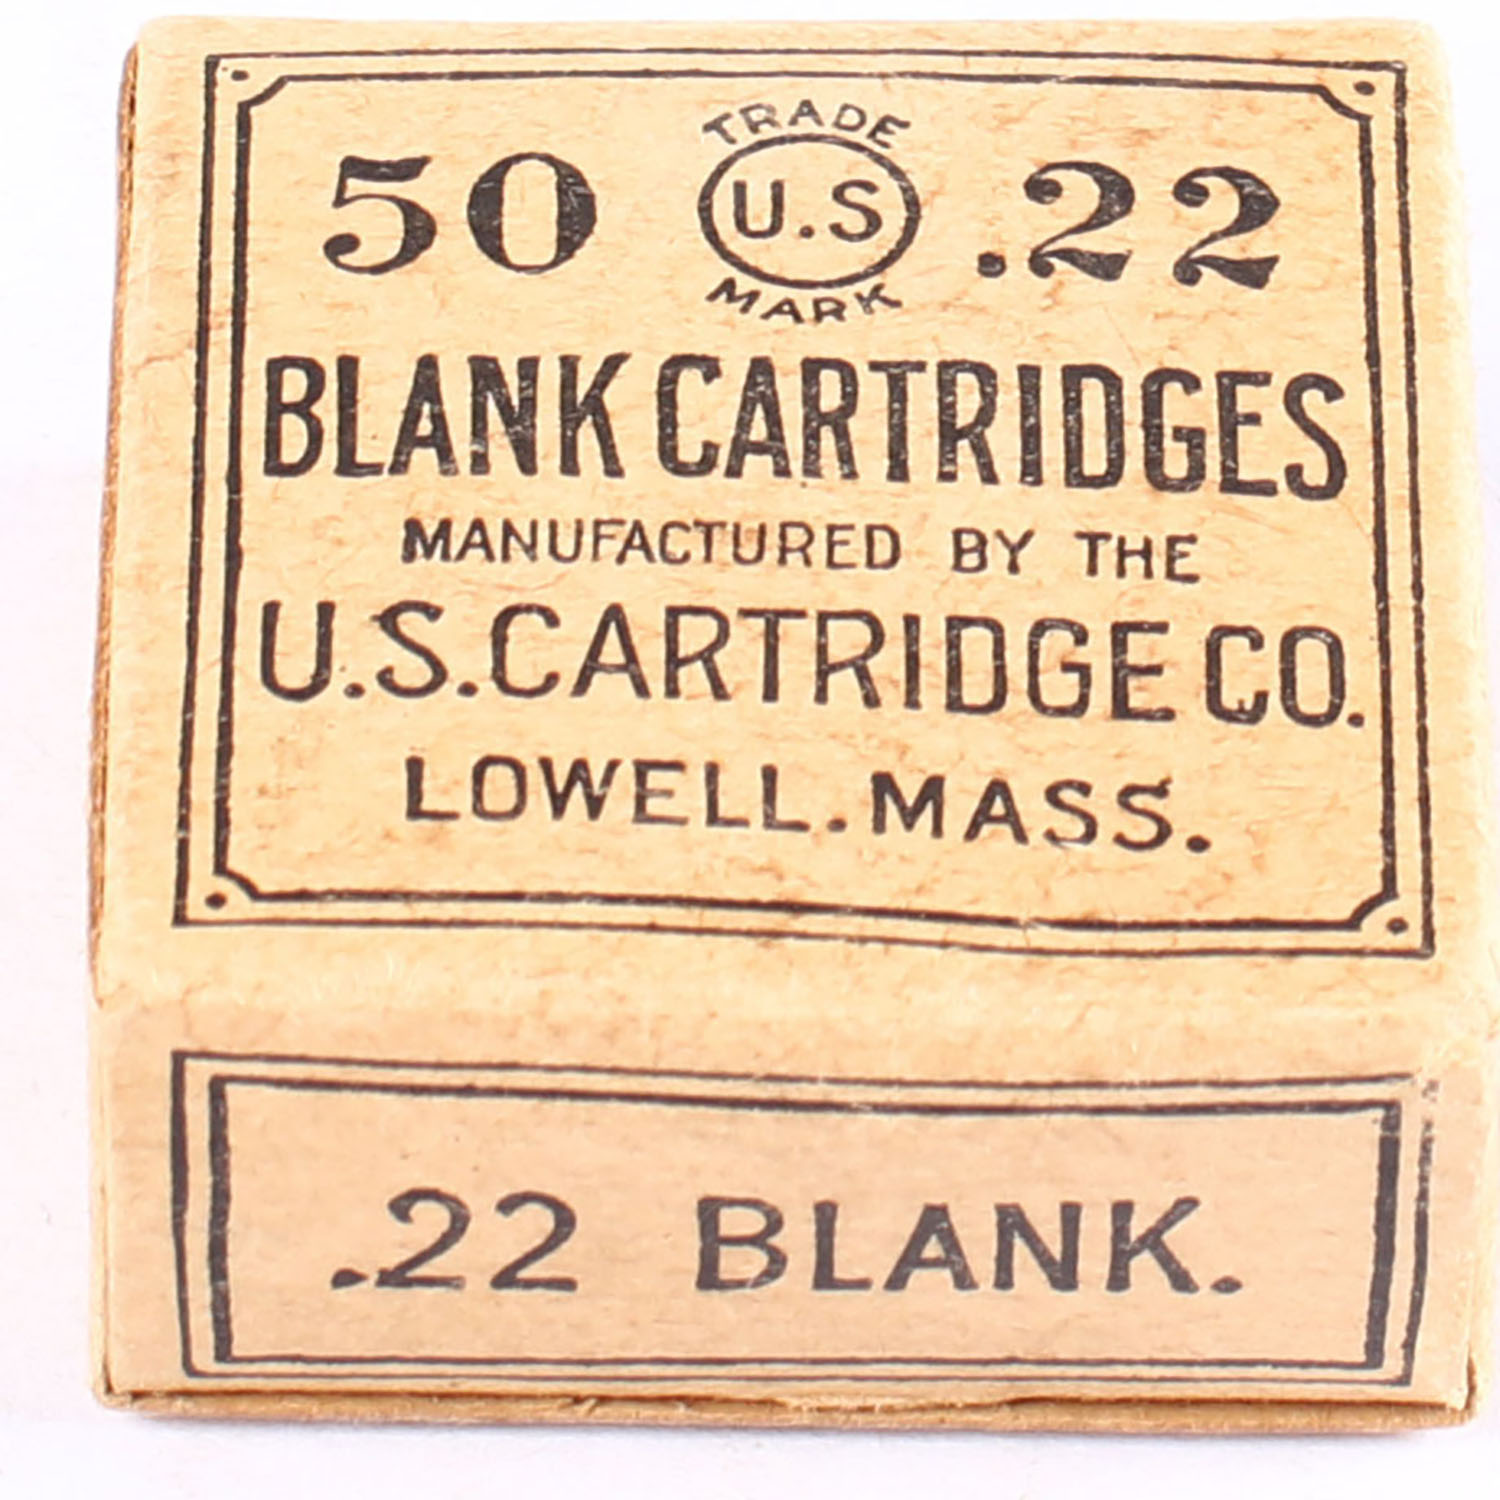 50 TRADE U.S MARK .22
BLANK CARTRIDGES
MANUFACTURED BY THE
U.S. CARTRIDGE CO.
LOWELL. MASS.
.22 BLANK.